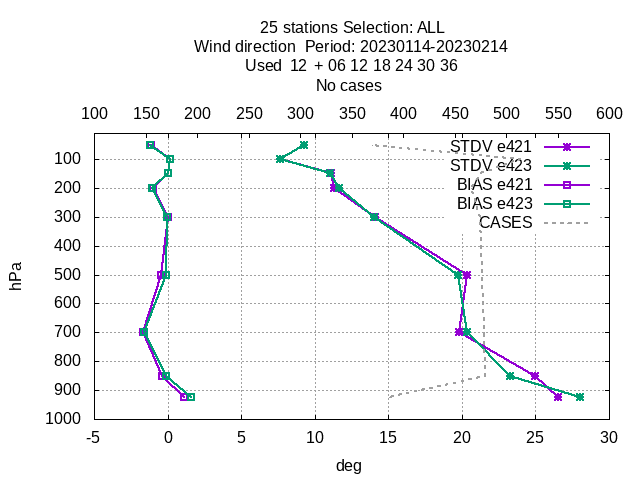 25 stations Selection: ALL
Wind direction  Period: 20230114-20230214
Used  12  + 06 12 18 24 30 36
No cases
100 150 200 250 300 350 400 450 500 550 600
STDV e421
STDV e423
BIAS e421
BIAS e423
CASES
hPa
100
200
300
400
500
600
700
800
900
1000
-5 0 5 10 15 20 25 30
deg